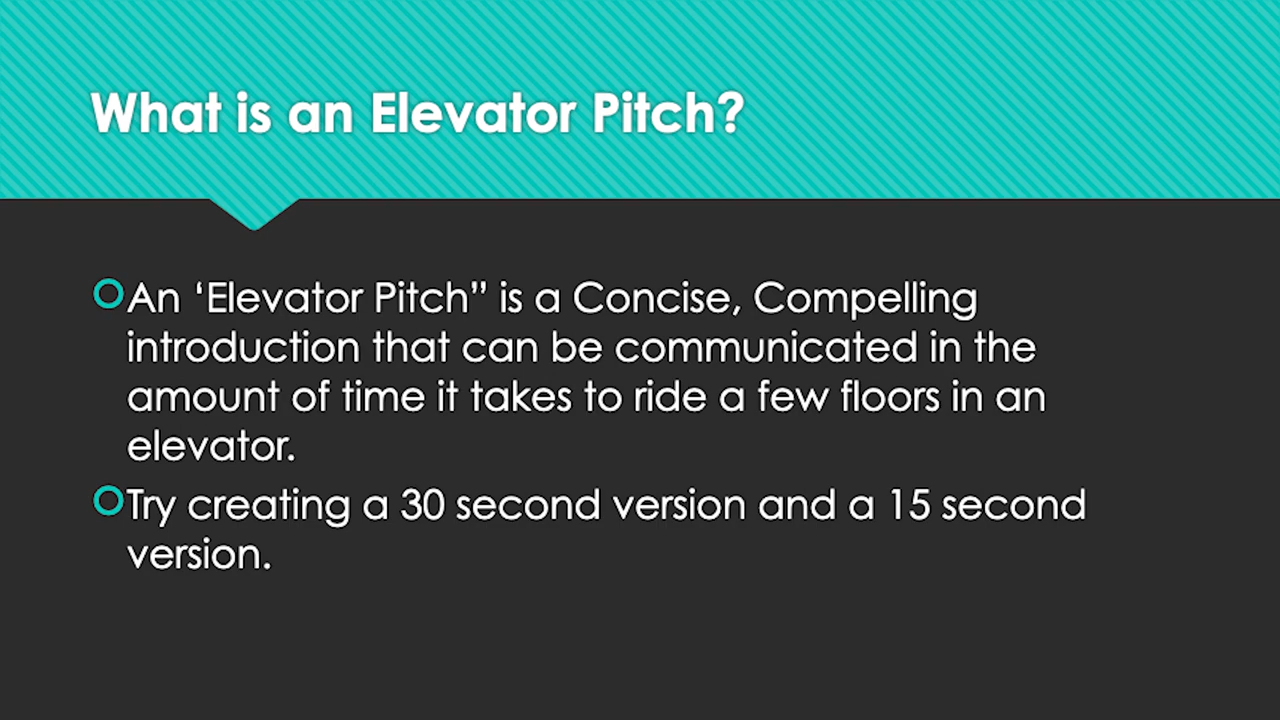 What is an Elevator Pitch?
An ‘Elevator Pitch” is a Concise, Compelling
introduction that can be communicated in the
amount of time it takes to ride a few floors in an
elevator.
Try creating a 30 second version and a 15 second
version.